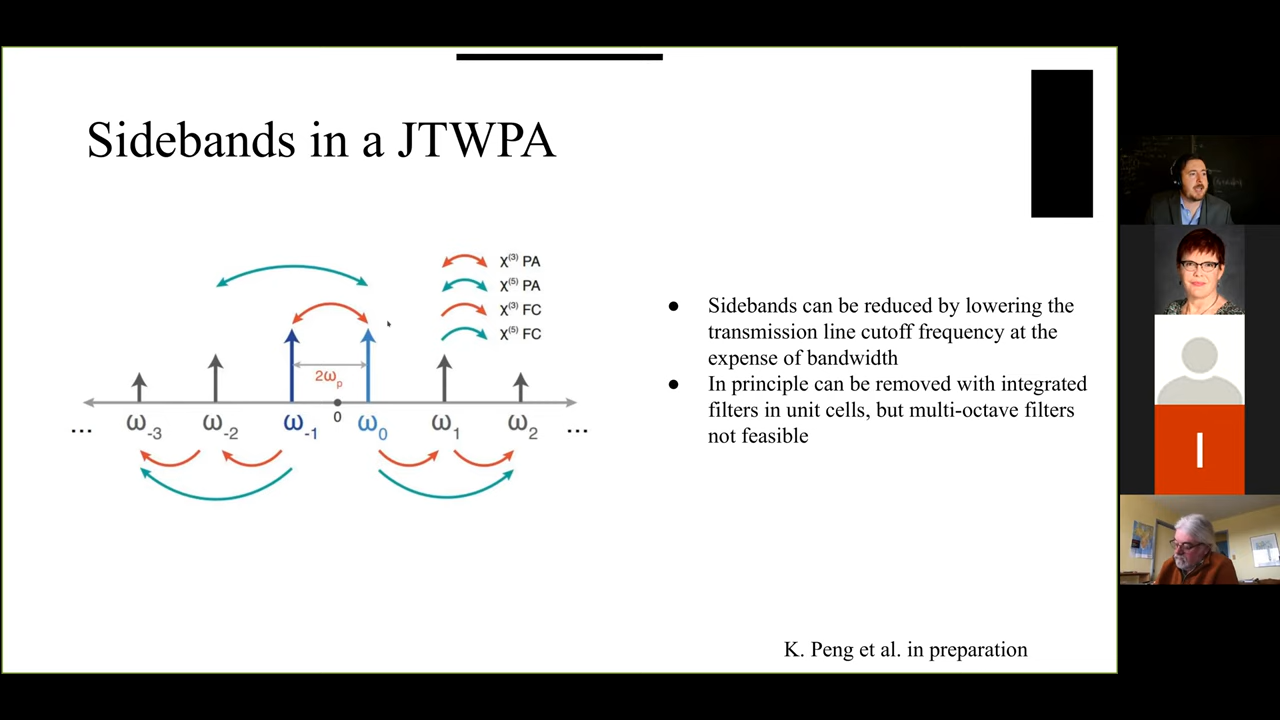 Sidebands in a JTWPA
χ(3) PA
χ(5) PA
χ(3) FC
χ(5) FC
2ωp
0
... ω-3 ω-2 ω-1 ω0 ω1 ω2 ...
● Sidebands can be reduced by lowering the
transmission line cutoff frequency at the
expense of bandwidth
● In principle can be removed with integrated
filters in unit cells, but multi-octave filters
not feasible
K. Peng et al. in preparation
I